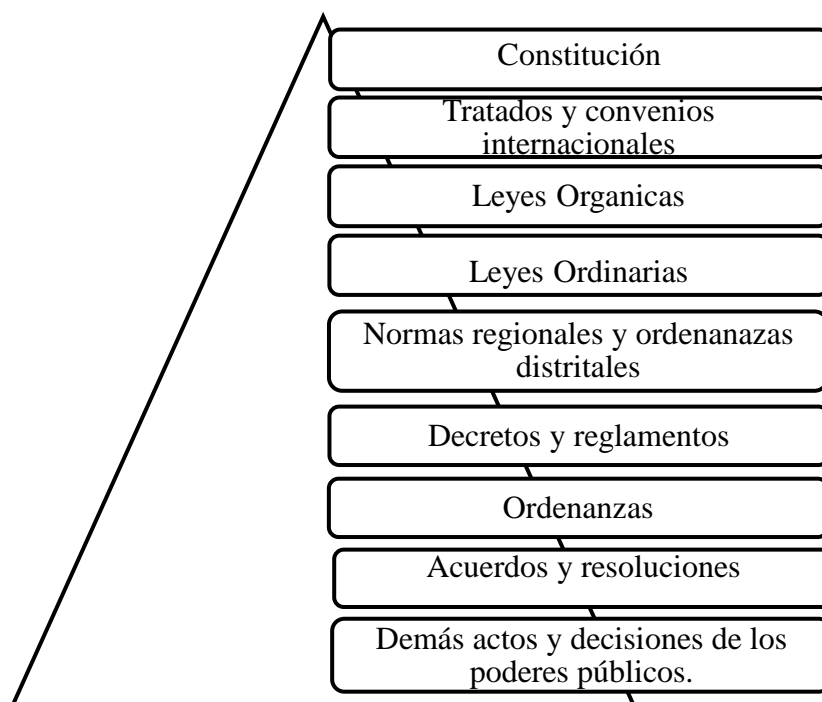 Constitución
Tratados y convenios
internacionales
Leyes Organicas
Leyes Ordinarias
Normas regionales y ordenanazas
distritales
Decretos y reglamentos
Ordenanzas
Acuerdos y resoluciones
Demás actos y decisiones de los
poderes públicos.